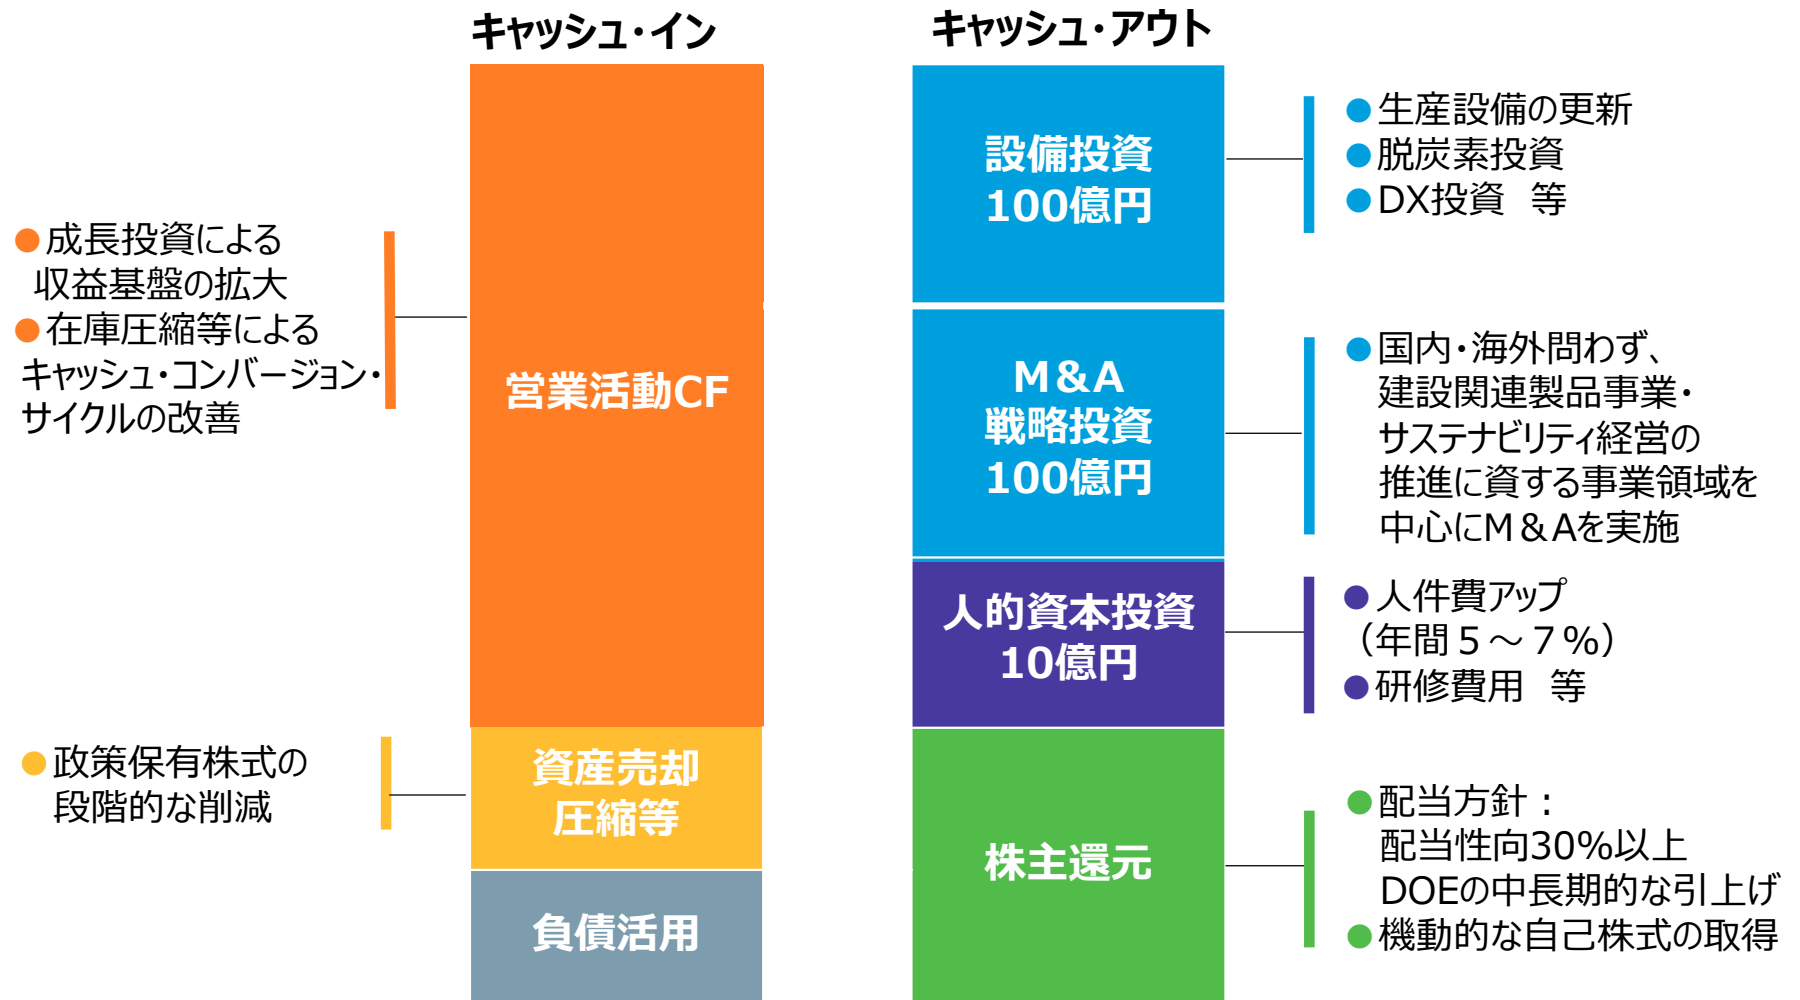 キャッシュ・イン
キャッシュ・アウト
●成長投資による
収益基盤の拡大
●在庫圧縮等による
キャッシュ・コンバージョン・
サイクルの改善
●政策保有株式の
段階的な削減
営業活動CF
資産売却
圧縮等
負債活用
設備投資
100億円
M＆A
戦略投資
100億円
人的資本投資
10億円
株主還元
●生産設備の更新
●脱炭素投資
●DX投資　等
●国内・海外問わず、
建設関連製品事業・
サステナビリティ経営の
推進に資する事業領域を
中心にM＆Aを実施
●人件費アップ
（年間５～７％）
●研修費用　等
●配当方針：
配当性向30%以上
DOEの中長期的な引上げ
●機動的な自己株式の取得